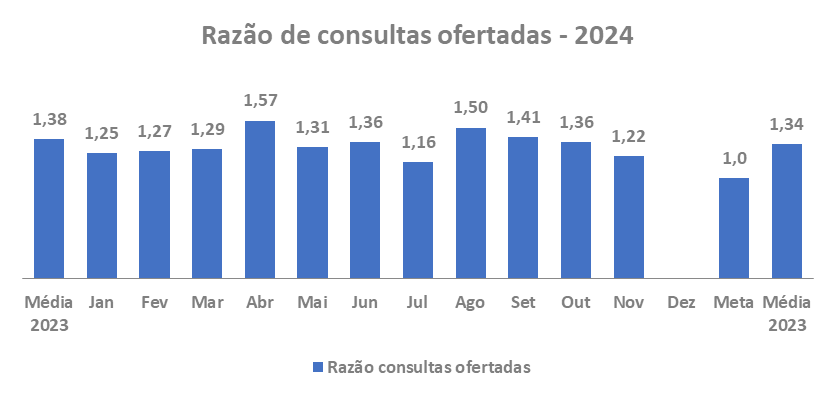 Razão de consultas ofertadas - 2024
1,38
1,25
1,27
1,29
1,57
1,31
1,36
1,16
1,50
1,41
1,36
1,22
1,0
1,34
Média
2023
Jan
Fev
Mar
Abr
Mai
Jun
Jul
Ago
Set
Out
Nov
Dez
Meta
Média
2023
Razão consultas ofertadas